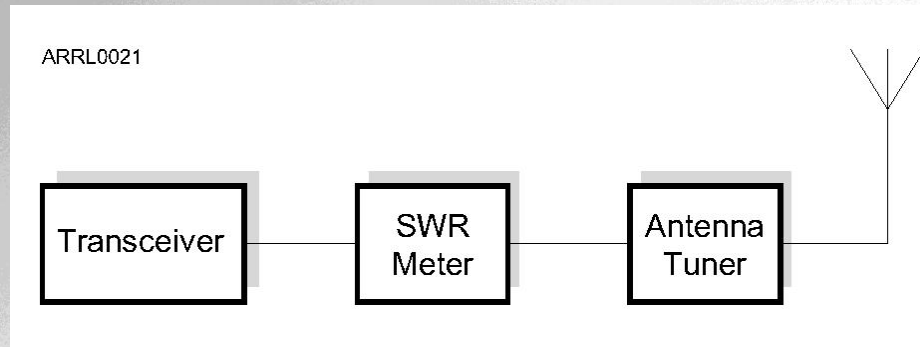 ARRL0021
Transceiver
SWR
Meter
Antenna
Tuner